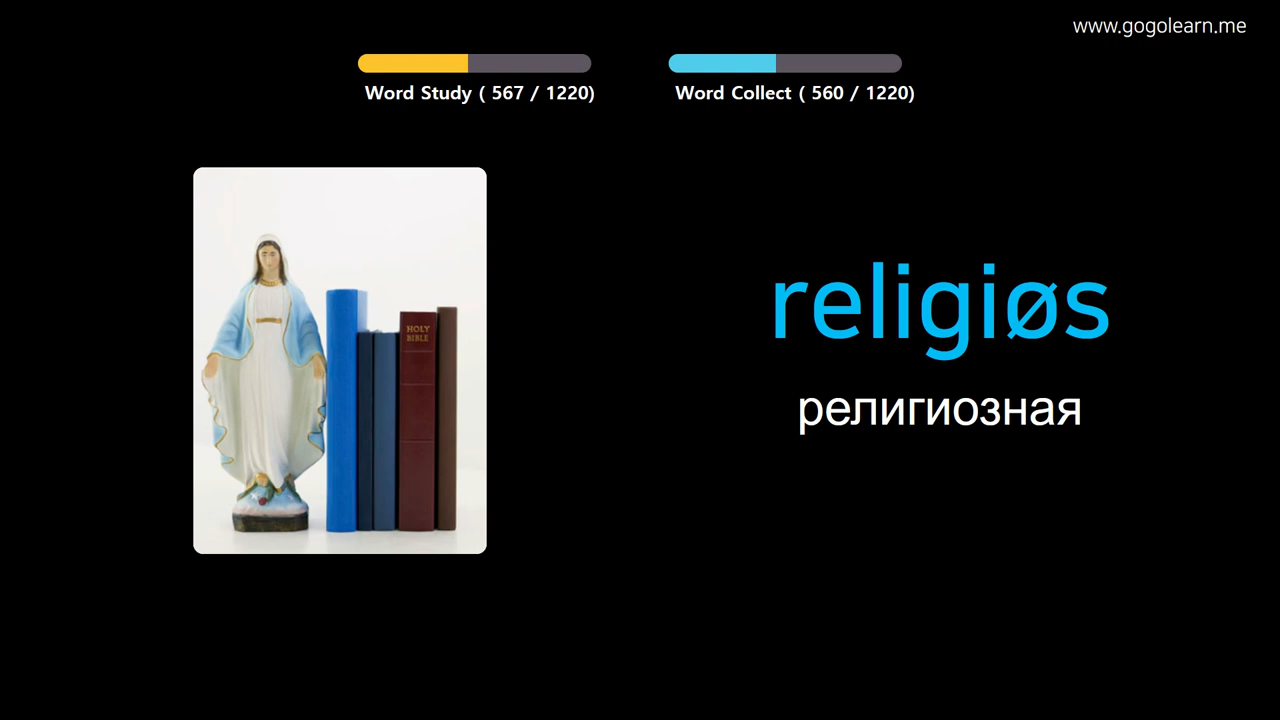 www.gogolearn.me
Word Study ( 567 / 1220)
Word Collect ( 560 / 1220)
HOLY
BIBLE
religiøs
религиозная